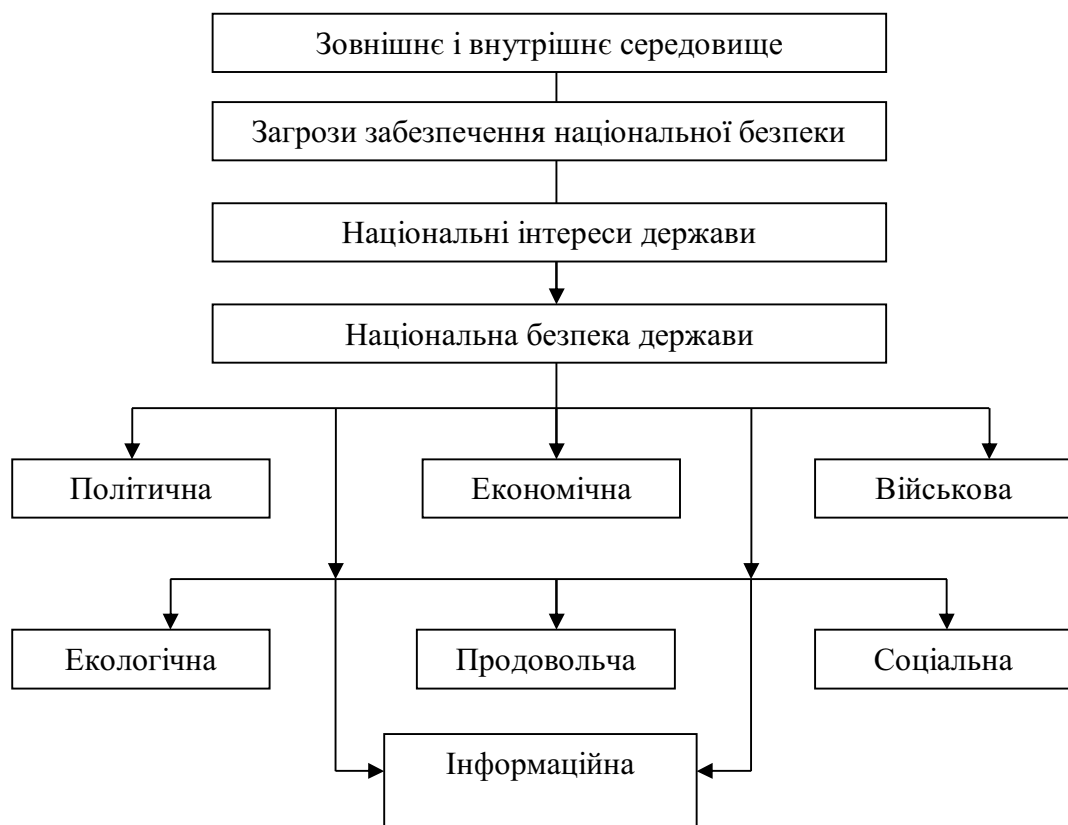 Зовнішнє і внутрішнє середовище
Загрози забезпечення національної безпеки
Національні інтереси держави
Національна безпека держави
Політична
Економічна
Військова
Екологічна
Продовольча
Соціальна
Інформаційна